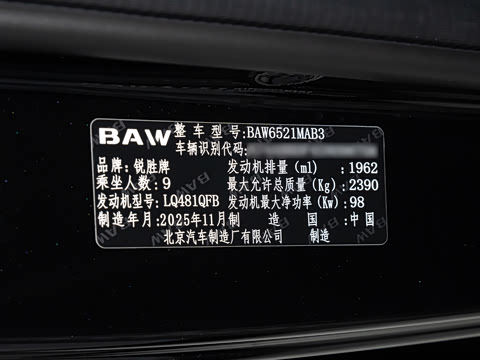 BAW 整车型号:BAW6521MAB3
车辆识别代码:
品牌:锐胜牌 发动机排量(ml):1962
乘坐人数:9 最大允许总质量(Kg):2390
发动机型号:LQ481QFB 发动机最大净功率(Kw):98
制造年月:2025年11月 制造国:中国
北京汽车制造厂有限公司 制造